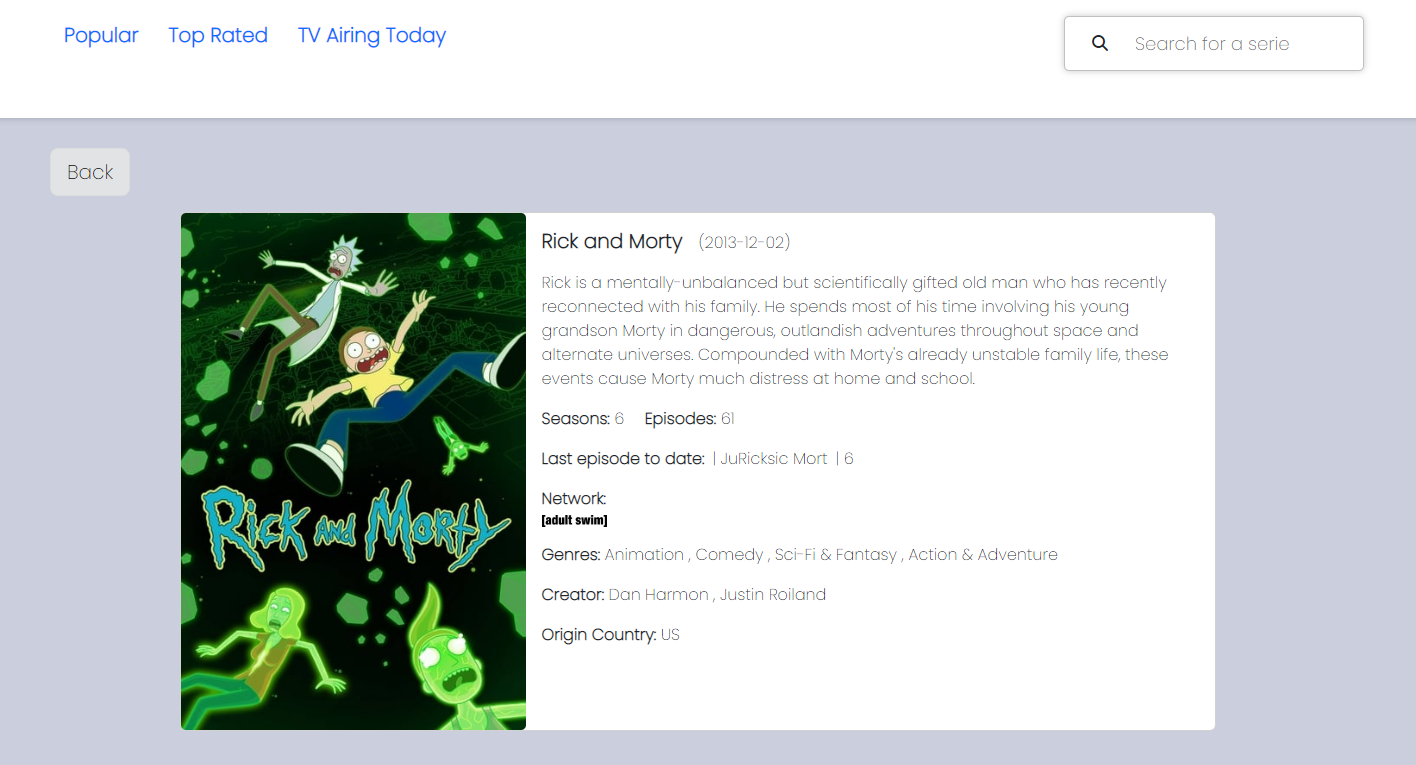 Popular Top Rated TV Airing Today
Search for a serie
Back
Rick and Morty (2013-12-02)
Rick is a mentally-unbalanced but scientifically gifted old man who has recently
reconnected with his family. He spends most of his time involving his young
grandson Morty in dangerous, outlandish adventures throughout space and
alternate universes. Compounded with Morty's already unstable family life, these
events cause Morty much distress at home and school.
Seasons: 6 Episodes: 61
Last episode to date: | JuRicksic Mort | 6
Network:
[adult swim]
Genres: Animation , Comedy , Sci-Fi & Fantasy , Action & Adventure
Creator: Dan Harmon , Justin Roiland
Origin Country: US
RICK AND MORTY